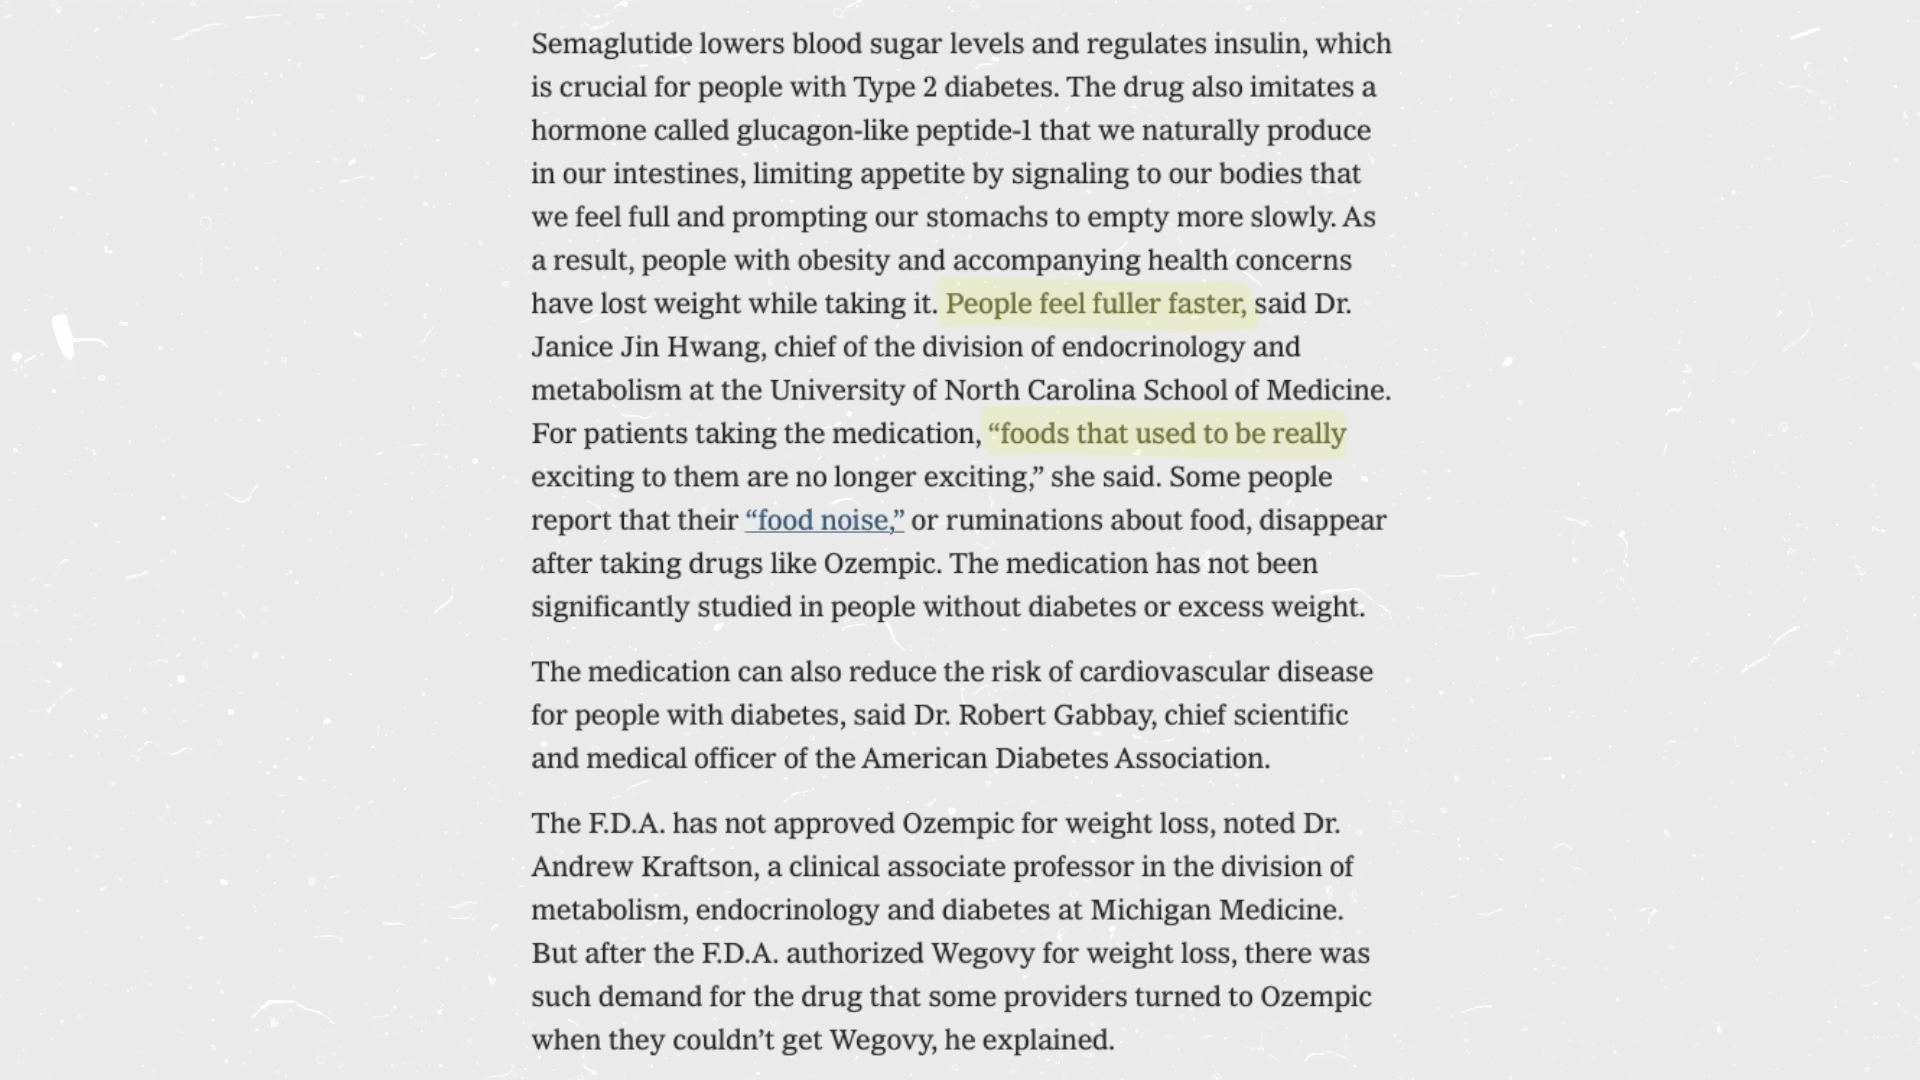 Semaglutide lowers blood sugar levels and regulates insulin, which
is crucial for people with Type 2 diabetes. The drug also imitates a
hormone called glucagon-like peptide-1 that we naturally produce
in our intestines, limiting appetite by signaling to our bodies that
we feel full and prompting our stomachs to empty more slowly. As
a result, people with obesity and accompanying health concerns
have lost weight while taking it. People feel fuller faster, said Dr.
Janice Jin Hwang, chief of the division of endocrinology and
metabolism at the University of North Carolina School of Medicine.
For patients taking the medication, “foods that used to be really
exciting to them are no longer exciting,” she said. Some people
report that their “food noise,” or ruminations about food, disappear
after taking drugs like Ozempic. The medication has not been
significantly studied in people without diabetes or excess weight.
The medication can also reduce the risk of cardiovascular disease
for people with diabetes, said Dr. Robert Gabbay, chief scientific
and medical officer of the American Diabetes Association.
The F.D.A. has not approved Ozempic for weight loss, noted Dr.
Andrew Kraftson, a clinical associate professor in the division of
metabolism, endocrinology and diabetes at Michigan Medicine.
But after the F.D.A. authorized Wegovy for weight loss, there was
such demand for the drug that some providers turned to Ozempic
when they couldn’t get Wegovy, he explained.